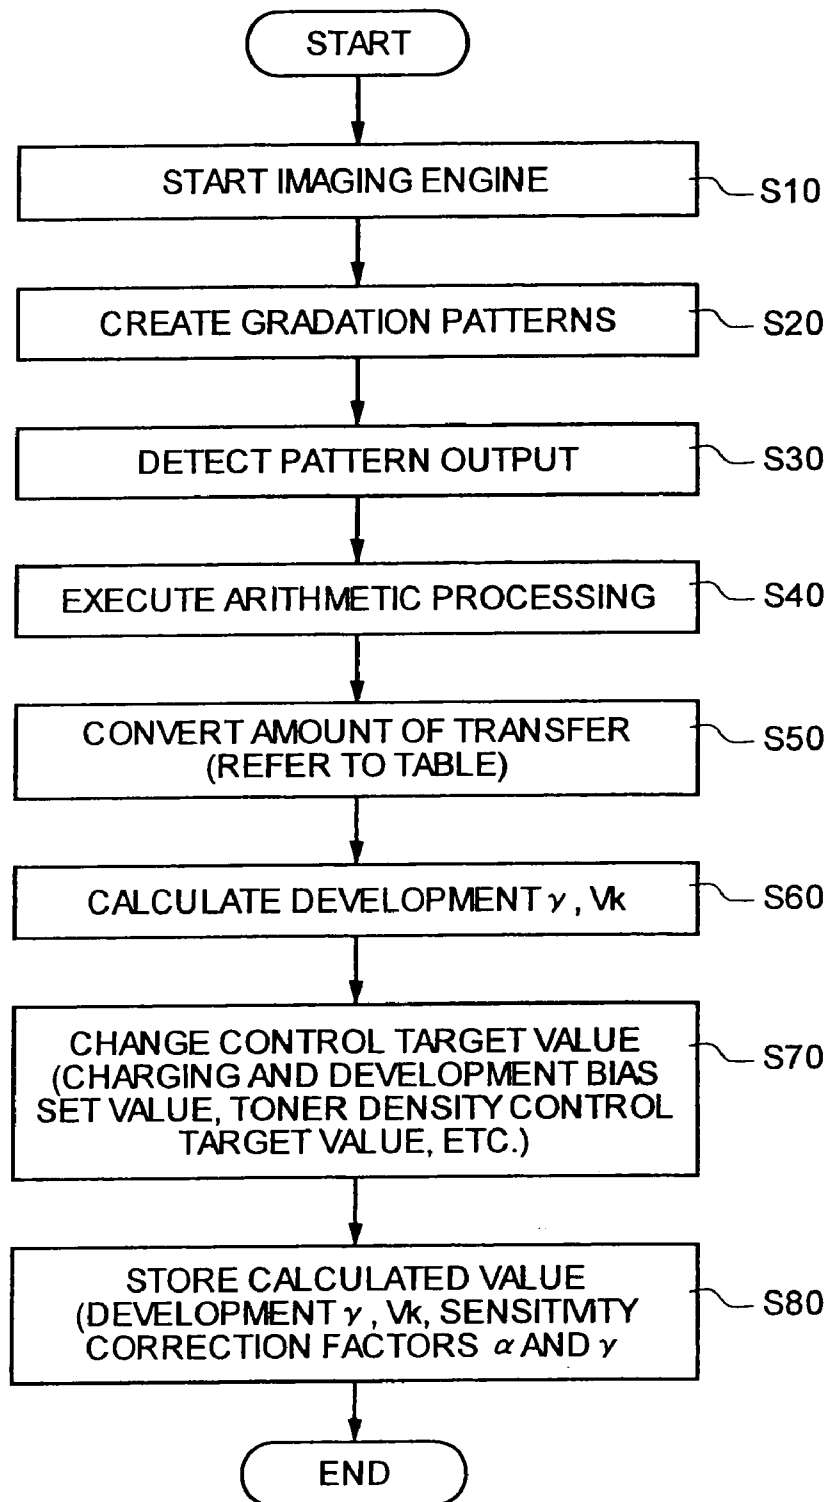 START
START IMAGING ENGINE
S10
CREATE GRADATION PATTERNS
S20
DETECT PATTERN OUTPUT
S30
EXECUTE ARITHMETIC PROCESSING
S40
CONVERT AMOUNT OF TRANSFER
(REFER TO TABLE)
S50
CALCULATE DEVELOPMENT γ, Vk
S60
CHANGE CONTROL TARGET VALUE
(CHARGING AND DEVELOPMENT BIAS
SET VALUE, TONER DENSITY CONTROL
TARGET VALUE, ETC.)
S70
STORE CALCULATED VALUE
(DEVELOPMENT γ, Vk, SENSITIVITY
CORRECTION FACTORS α AND γ
S80
END